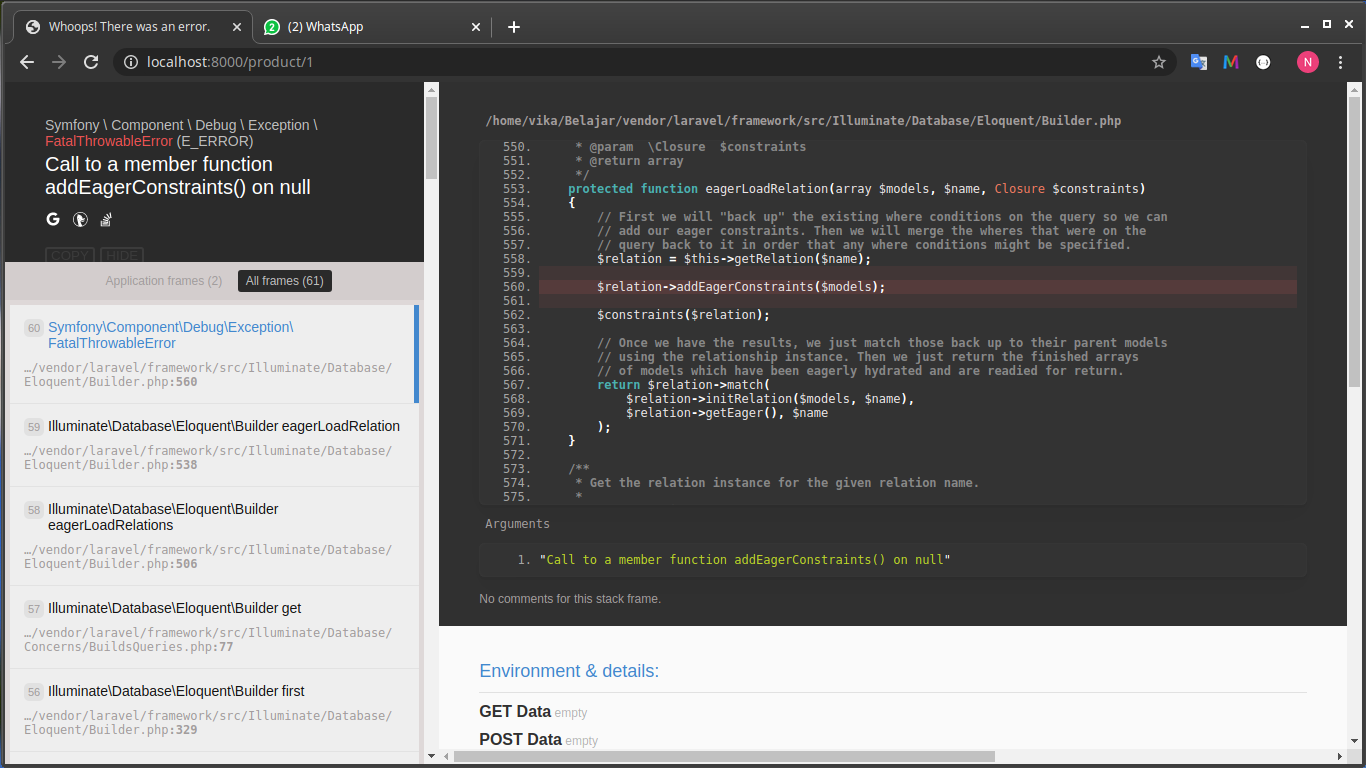 Whoops! There was an error.
(2) WhatsApp
localhost:8000/product/1
N
Symfony \ Component \ Debug \ Exception \
FatalThrowableError (E_ERROR)
Call to a member function
addEagerConstraints() on null
COPY HIDE
Application frames (2) All frames (61)
60 Symfony\Component\Debug\Exception\
FatalThrowableError
…/vendor/laravel/framework/src/Illuminate/Database/
Eloquent/Builder.php:560
59 Illuminate\Database\Eloquent\Builder eagerLoadRelation
…/vendor/laravel/framework/src/Illuminate/Database/
Eloquent/Builder.php:538
58 Illuminate\Database\Eloquent\Builder
eagerLoadRelations
…/vendor/laravel/framework/src/Illuminate/Database/
Eloquent/Builder.php:506
57 Illuminate\Database\Eloquent\Builder get
…/vendor/laravel/framework/src/Illuminate/Database/
Concerns/BuildsQueries.php:77
56 Illuminate\Database\Eloquent\Builder first
…/vendor/laravel/framework/src/Illuminate/Database/
Eloquent/Builder.php:329
/home/vika/Belajar/vendor/laravel/framework/src/Illuminate/Database/Eloquent/Builder.php
550. * @param \Closure $constraints
551. * @return array
552. */
553. protected function eagerLoadRelation(array $models, $name, Closure $constraints)
554. {
555. // First we will "back up" the existing where conditions on the query so we can
556. // add our eager constraints. Then we will merge the wheres that were on the
557. // query back to it in order that any where conditions might be specified.
558. $relation = $this->getRelation($name);
559.
560. $relation->addEagerConstraints($models);
561.
562. $constraints($relation);
563.
564. // Once we have the results, we just match those back up to their parent models
565. // using the relationship instance. Then we just return the finished arrays
566. // of models which have been eagerly hydrated and are readied for return.
567. return $relation->match(
568. $relation->initRelation($models, $name),
569. $relation->getEager(), $name
570. );
571. }
572.
573. /**
574. * Get the relation instance for the given relation name.
575. *
Arguments
1. "Call to a member function addEagerConstraints() on null"
No comments for this stack frame.
Environment & details:
GET Data empty
POST Data empty